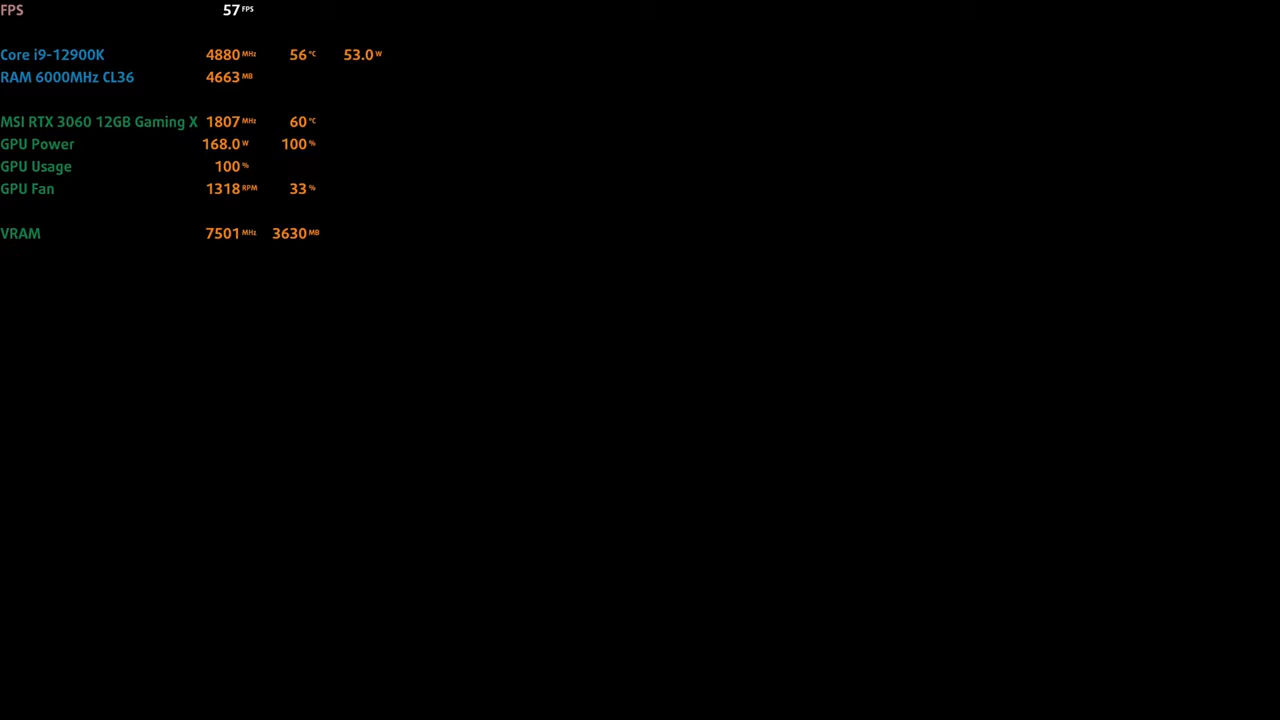 FPS 57 FPS
Core i9-12900K 4880 MHz 56 °C 53.0 W
RAM 6000MHz CL36 4663 MB
MSI RTX 3060 12GB Gaming X 1807 MHz 60 °C
GPU Power 168.0 W 100 %
GPU Usage 100 %
GPU Fan 1318 RPM 33 %
VRAM 7501 MHz 3630 MB